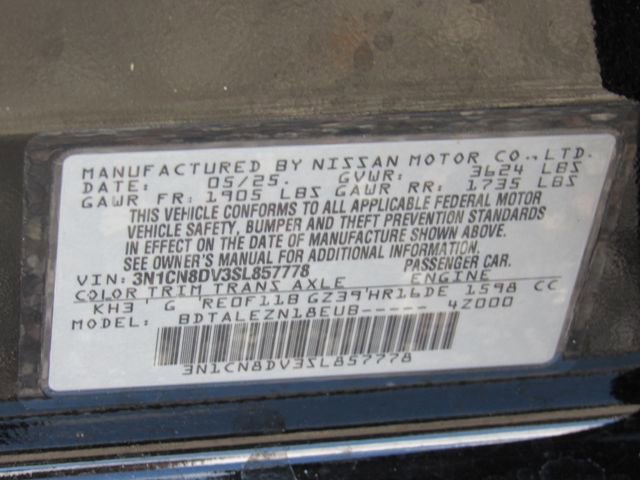 MANUFACTURED BY NISSAN MOTOR CO., LTD.
DATE: 05/25. GVWR: 3624 LBS
GAWR FR: 1905 LBS GAWR RR: 1735 LBS
THIS VEHICLE CONFORMS TO ALL APPLICABLE FEDERAL MOTOR
VEHICLE SAFETY, BUMPER AND THEFT PREVENTION STANDARDS
IN EFFECT ON THE DATE OF MANUFACTURE SHOWN ABOVE.
SEE OWNER'S MANUAL FOR ADDITIONAL INFORMATION.
VIN: 3N1CN8DV3SL857778 PASSENGER CAR.
COLOR TRIM TRANS AXLE ENGINE
KH3 G RE0F11B GZ39 HR16DE 1598 CC
MODEL: BDTALEZN18EUB----- 4Z000
3N1CN8DV3SL857778